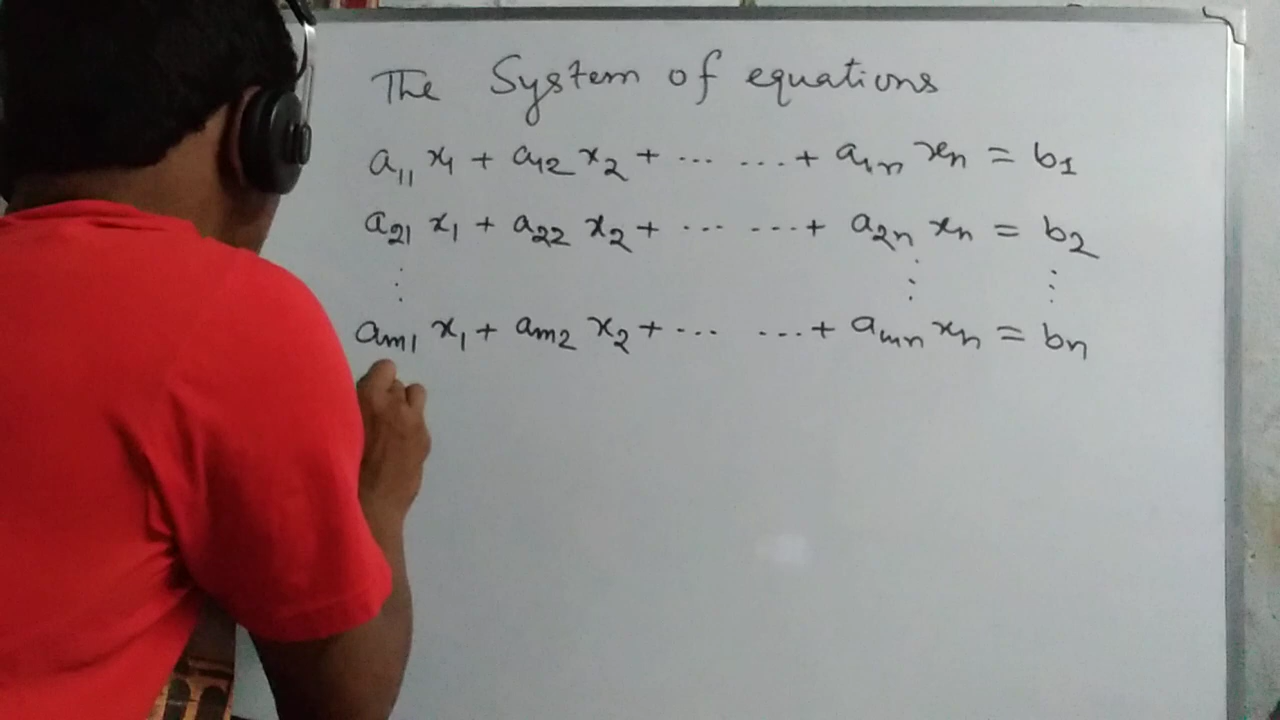 The System of equations
a₁₁ x₁ + a₁₂ x₂ + ... ... + a₁ₙ xₙ = b₁
a₂₁ x₁ + a₂₂ x₂ + ... ... + a₂ₙ xₙ = b₂
⋮ ⋮ ⋮
aₘ₁ x₁ + aₘ₂ x₂ + ... ... + aₘₙ xₙ = bₙ